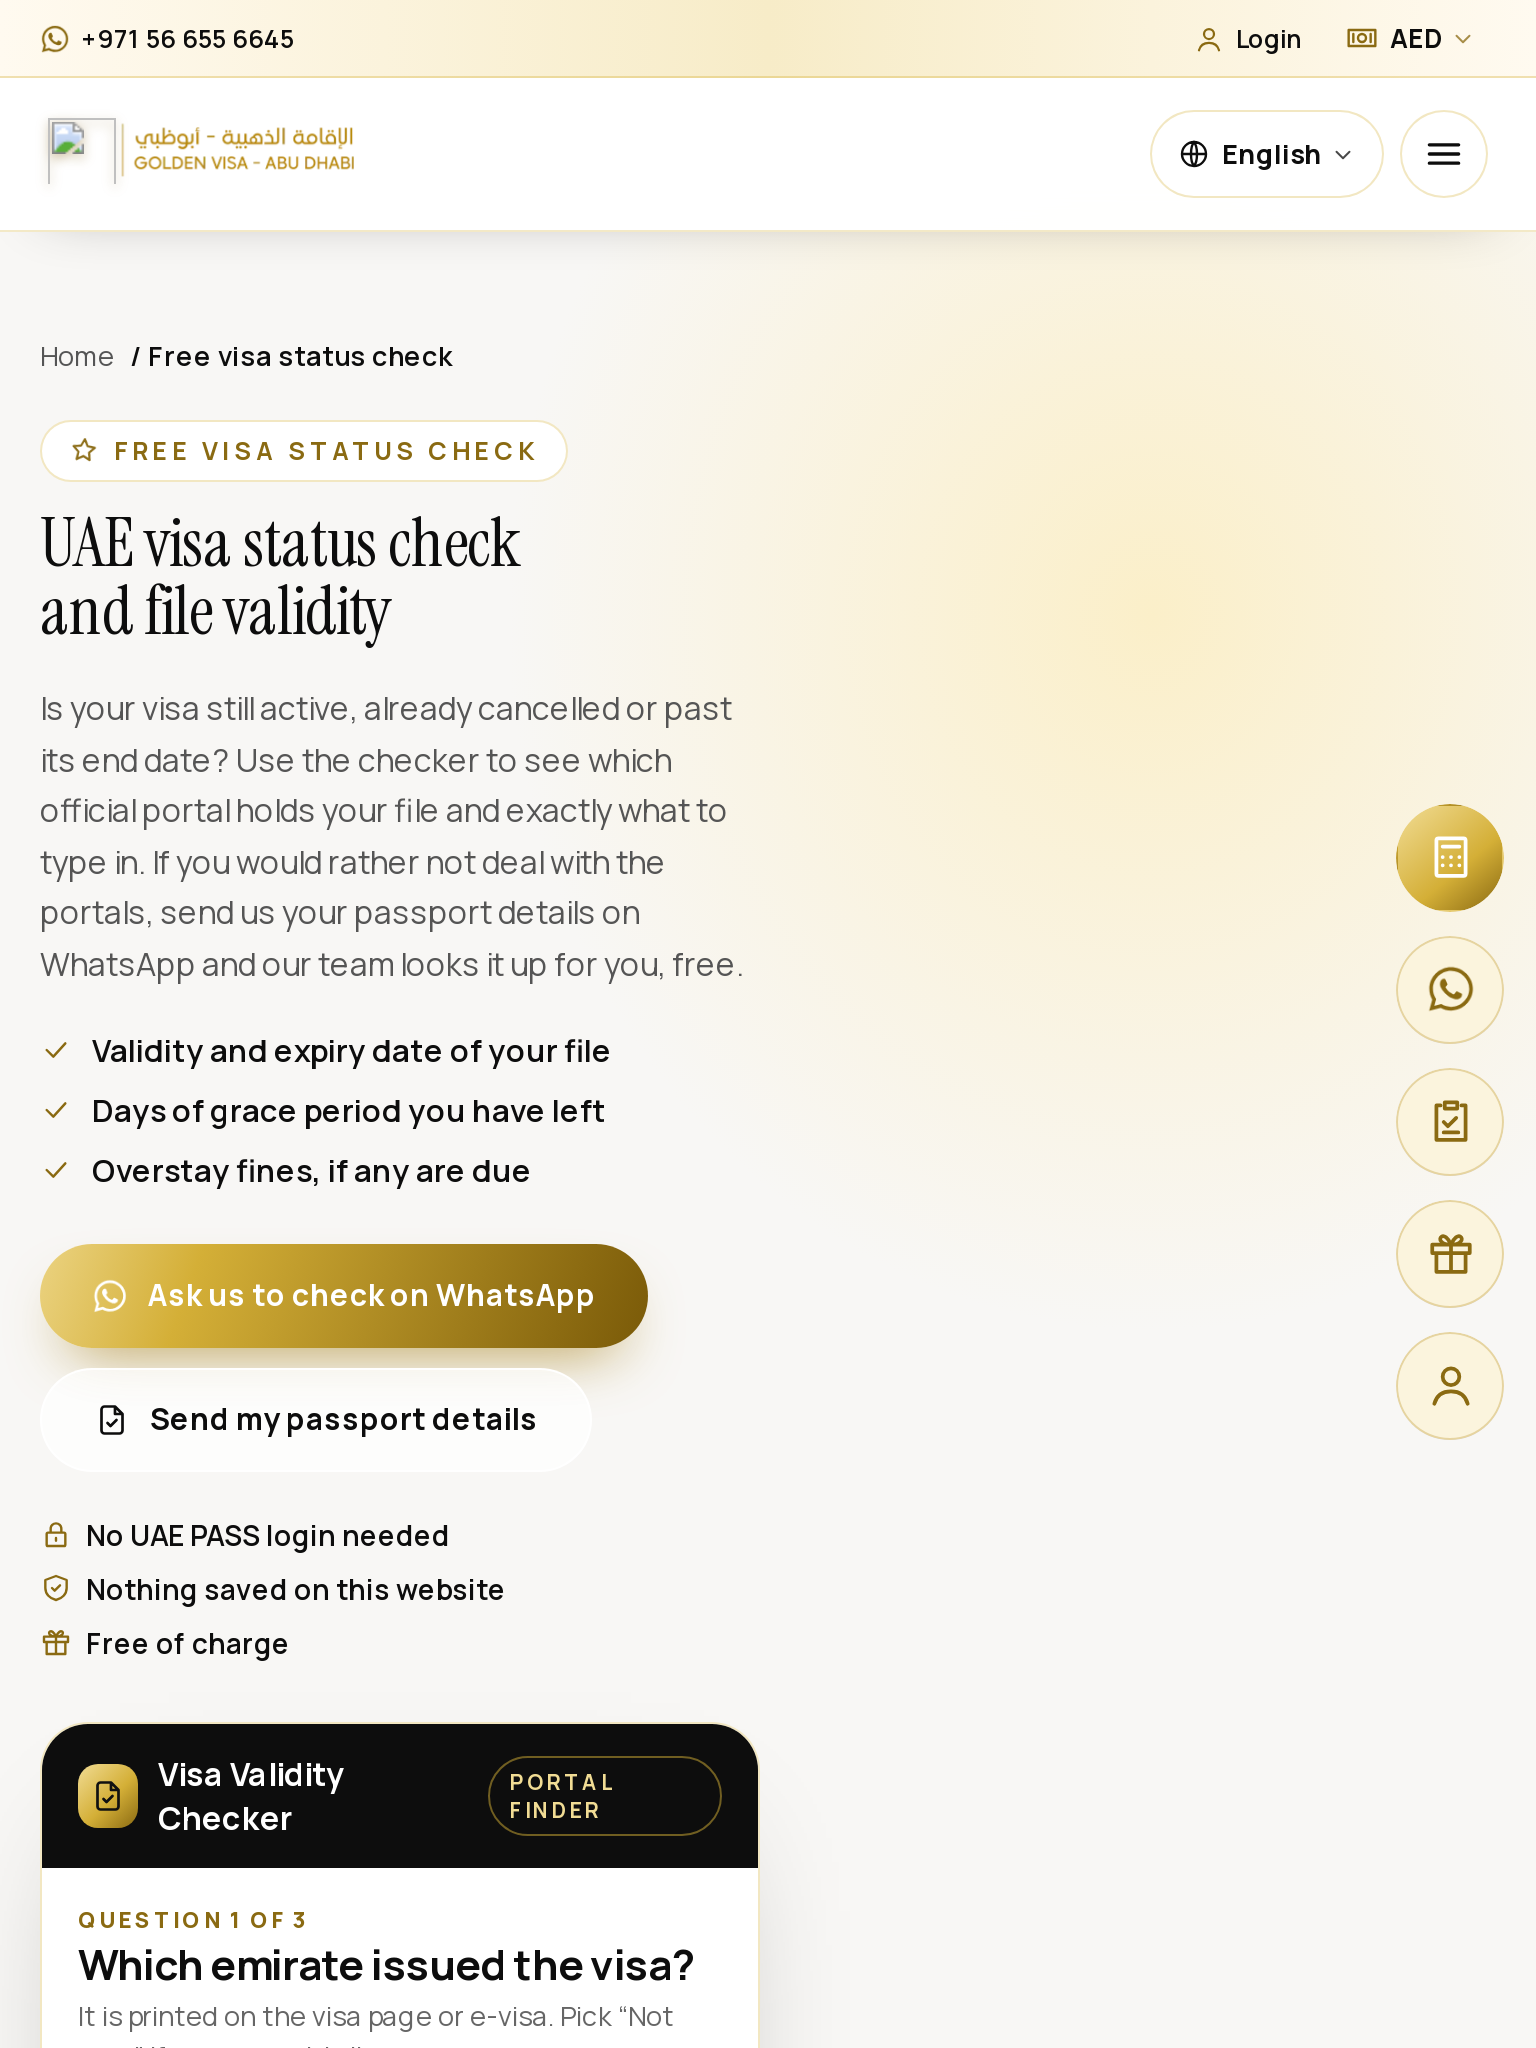 +971 56 655 6645
Login
AED
الإقامة الذهبية - أبوظبي
GOLDEN VISA - ABU DHABI
English
Home / Free visa status check
FREE VISA STATUS CHECK
UAE visa status check
and file validity
Is your visa still active, already cancelled or past
its end date? Use the checker to see which
official portal holds your file and exactly what to
type in. If you would rather not deal with the
portals, send us your passport details on
WhatsApp and our team looks it up for you, free.
Validity and expiry date of your file
Days of grace period you have left
Overstay fines, if any are due
Ask us to check on WhatsApp
Send my passport details
No UAE PASS login needed
Nothing saved on this website
Free of charge
Visa Validity
Checker
PORTAL
FINDER
QUESTION 1 OF 3
Which emirate issued the visa?
It is printed on the visa page or e-visa. Pick “Not